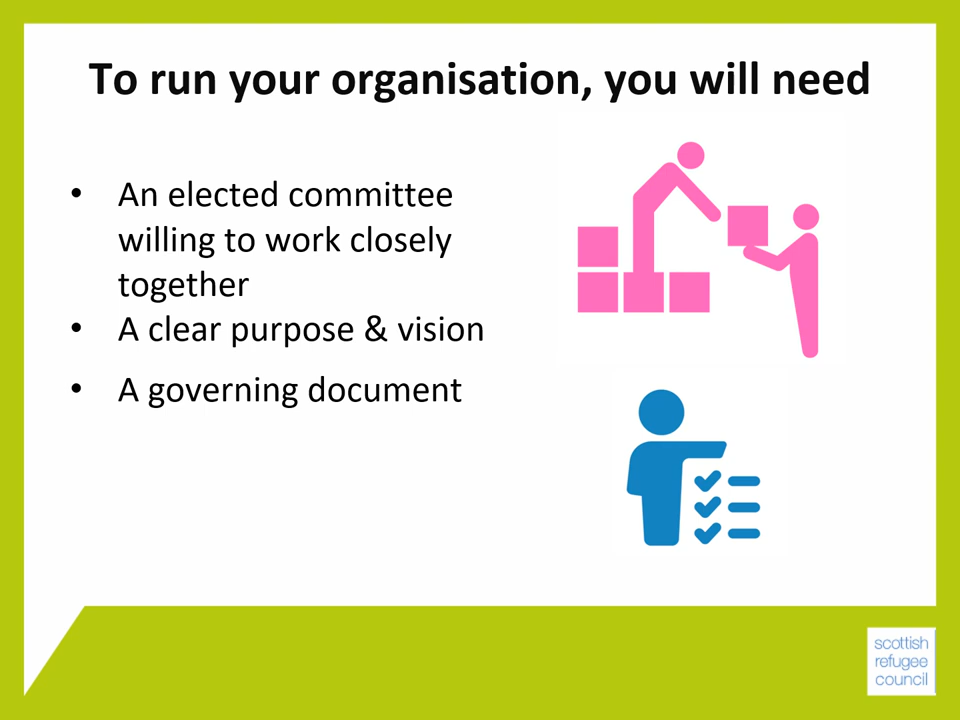 To run your organisation, you will need
• An elected committee
willing to work closely
together
• A clear purpose & vision
• A governing document
scottish
refugee
council